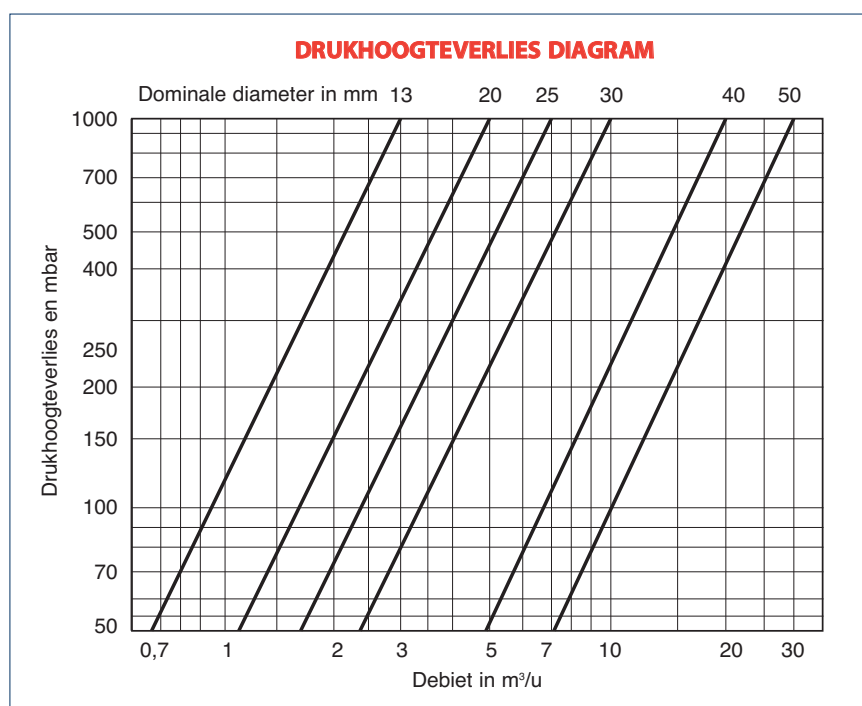 DRUKHOOGTEVERLIES DIAGRAM
Dominale diameter in mm 13 20 25 30 40 50
1000
700
500
400
250
200
150
100
70
50
Drukhoogteverlies en mbar
0,7 1 2 3 5 7 10 20 30
Debiet in m³/u